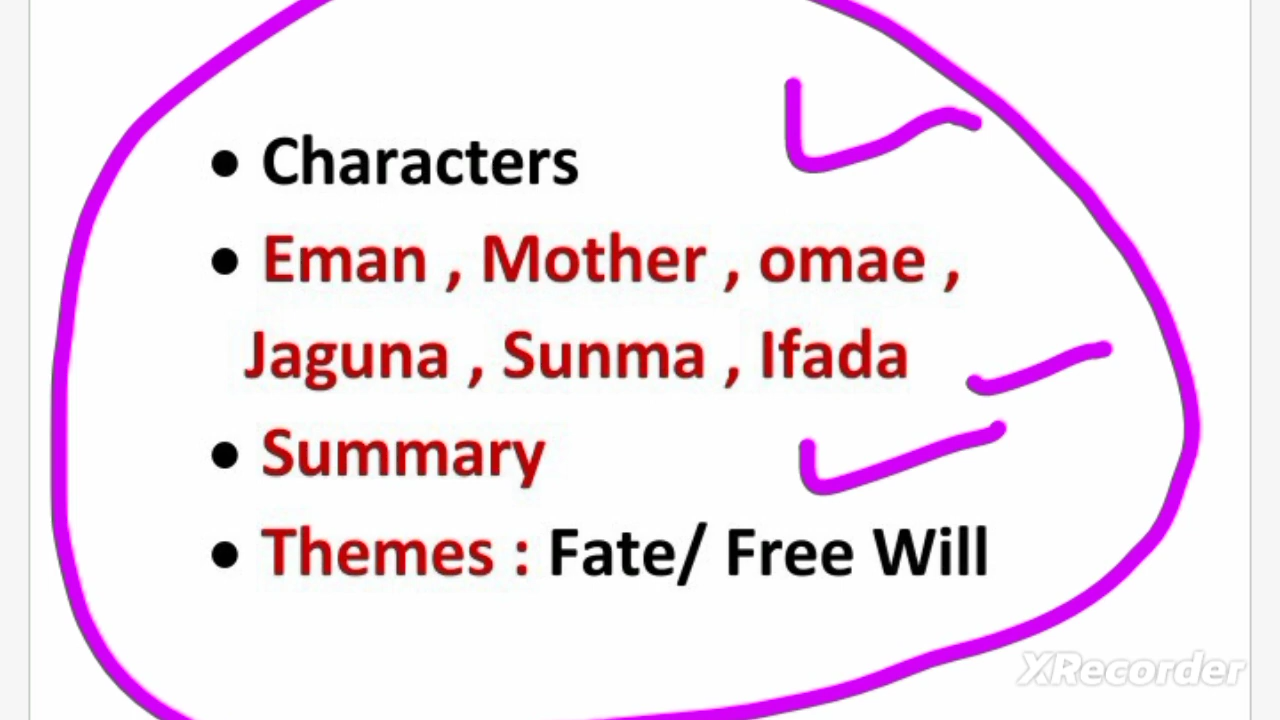 • Characters
• Eman , Mother , omae ,
Jaguna , Sunma , Ifada
• Summary
• Themes : Fate/ Free Will
XRecorder